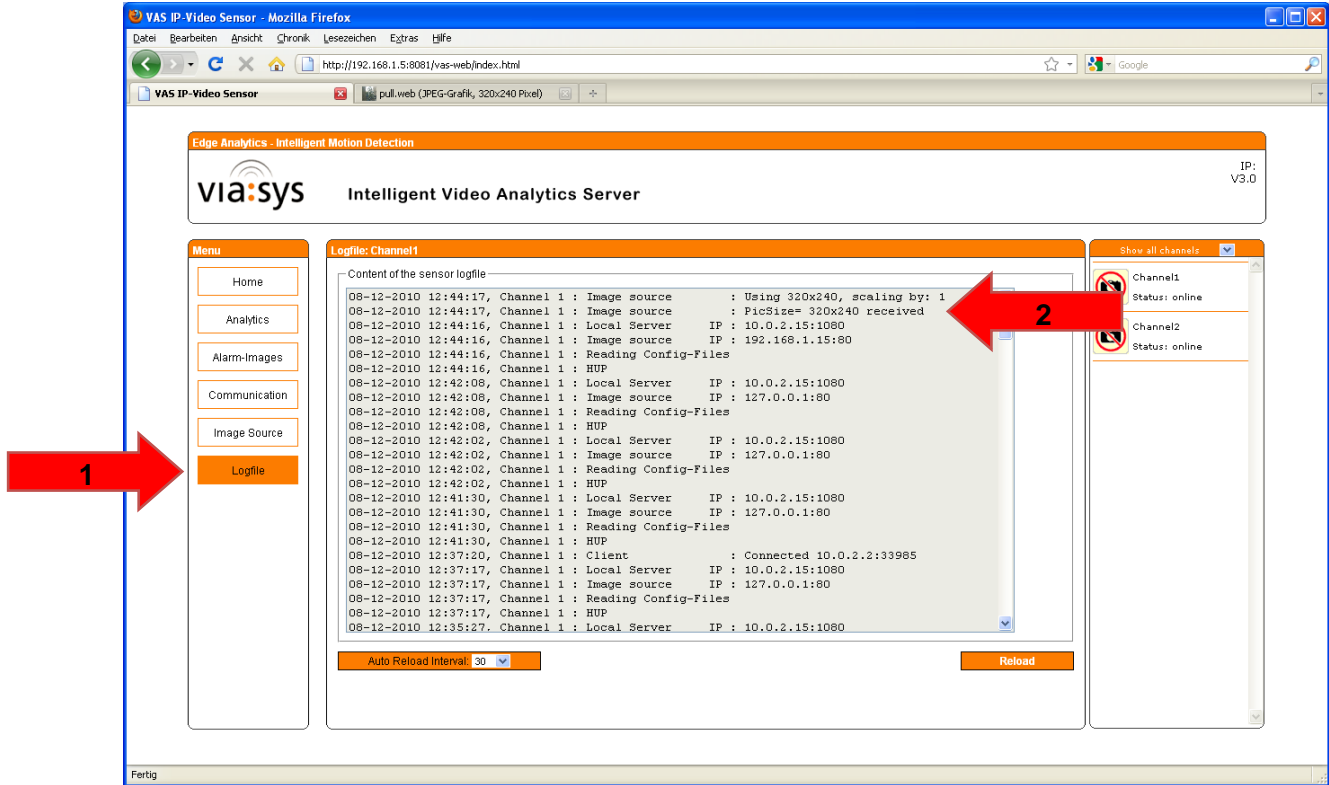 VAS IP-Video Sensor - Mozilla Firefox
Datei Bearbeiten Ansicht Chronik Lesezeichen Extras Hilfe
http://192.168.1.5:8081/vas-web/index.html Google
VAS IP-Video Sensor pull.web (JPEG-Grafik, 320x240 Pixel)
Edge Analytics - Intelligent Motion Detection
via:sys Intelligent Video Analytics Server
IP:
V3.0
Menu
Home
Analytics
Alarm-Images
Communication
Image Source
Logfile
1
Logfile: Channel1
Content of the sensor logfile
08-12-2010 12:44:17, Channel 1 : Image source : Using 320x240, scaling by: 1
08-12-2010 12:44:17, Channel 1 : Image source : PicSize= 320x240 received
08-12-2010 12:44:16, Channel 1 : Local Server IP : 10.0.2.15:1080
08-12-2010 12:44:16, Channel 1 : Image source IP : 192.168.1.15:80
08-12-2010 12:44:16, Channel 1 : Reading Config-Files
08-12-2010 12:44:16, Channel 1 : HUP
08-12-2010 12:42:08, Channel 1 : Local Server IP : 10.0.2.15:1080
08-12-2010 12:42:08, Channel 1 : Image source IP : 127.0.0.1:80
08-12-2010 12:42:08, Channel 1 : Reading Config-Files
08-12-2010 12:42:08, Channel 1 : HUP
08-12-2010 12:42:02, Channel 1 : Local Server IP : 10.0.2.15:1080
08-12-2010 12:42:02, Channel 1 : Image source IP : 127.0.0.1:80
08-12-2010 12:42:02, Channel 1 : Reading Config-Files
08-12-2010 12:42:02, Channel 1 : HUP
08-12-2010 12:41:30, Channel 1 : Local Server IP : 10.0.2.15:1080
08-12-2010 12:41:30, Channel 1 : Image source IP : 127.0.0.1:80
08-12-2010 12:41:30, Channel 1 : Reading Config-Files
08-12-2010 12:41:30, Channel 1 : HUP
08-12-2010 12:37:20, Channel 1 : Client : Connected 10.0.2.2:33985
08-12-2010 12:37:17, Channel 1 : Local Server IP : 10.0.2.15:1080
08-12-2010 12:37:17, Channel 1 : Image source IP : 127.0.0.1:80
08-12-2010 12:37:17, Channel 1 : Reading Config-Files
08-12-2010 12:37:17, Channel 1 : HUP
08-12-2010 12:35:27, Channel 1 : Local Server IP : 10.0.2.15:1080
2
Auto Reload Interval: 30
Reload
Show all channels
Channel1
Status: online
Channel2
Status: online
Fertig